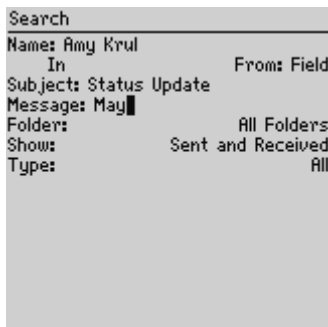 Search
Name: Amy Krul
In From: Field
Subject: Status Update
Message: May
Folder: All Folders
Show: Sent and Received
Type: All